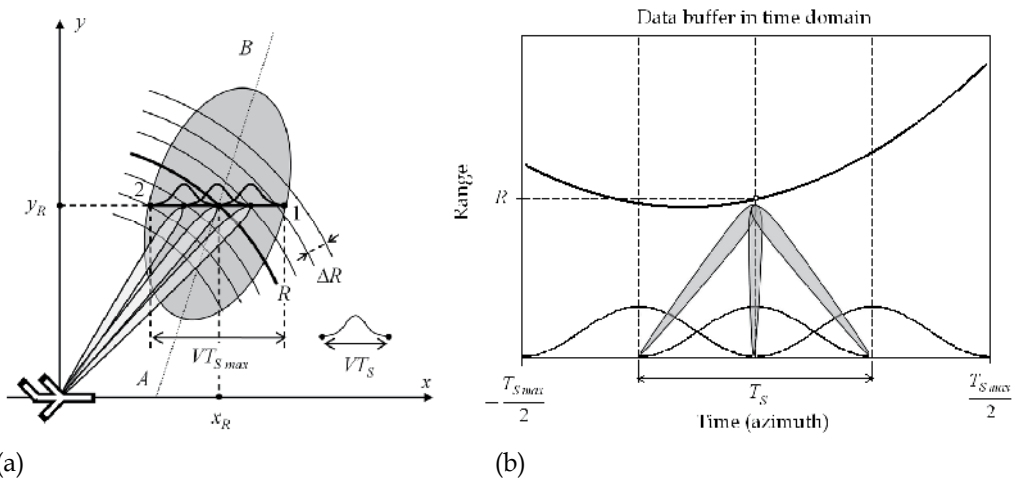 y
B
2
1
y_R
ΔR
R
VT_S max
VT_S
A
x
x_R
(a)
Data buffer in time domain
Range
R
-T_S max/2
T_S
T_S max/2
Time (azimuth)
(b)